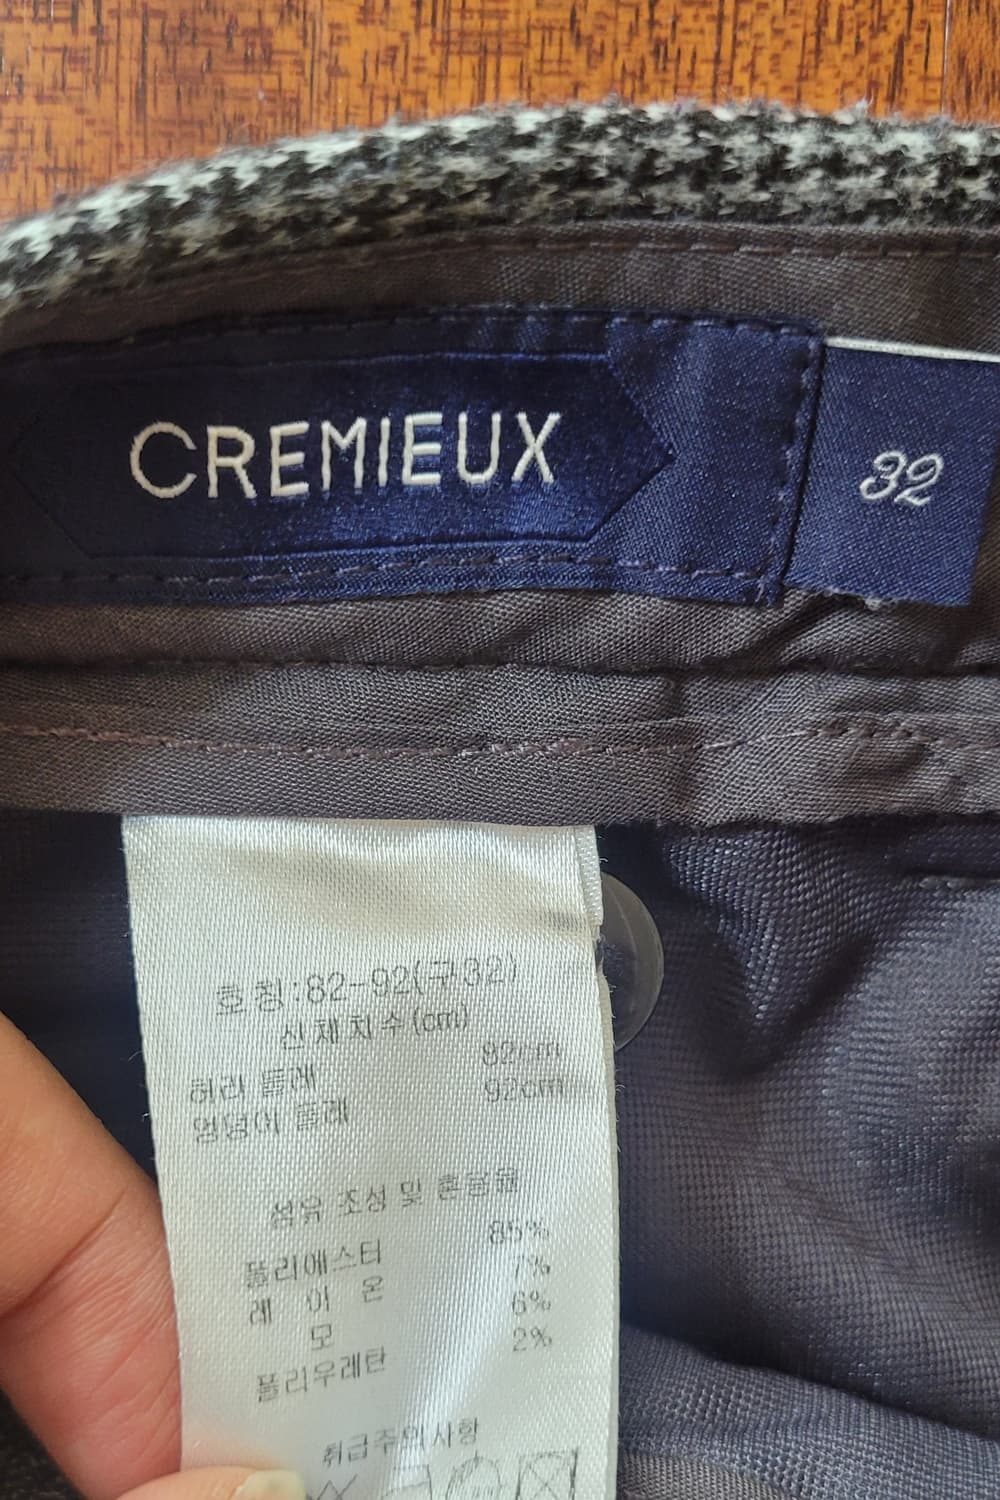 CREMIEUX
32
호칭:82-92(구32)
신체치수(cm)
허리 둘레 82cm
엉덩이 둘레 92cm
섬유 조성 및 혼용율
폴리에스터 85%
레 이 온 7%
모 6%
폴리우레탄 2%
취급주의사항